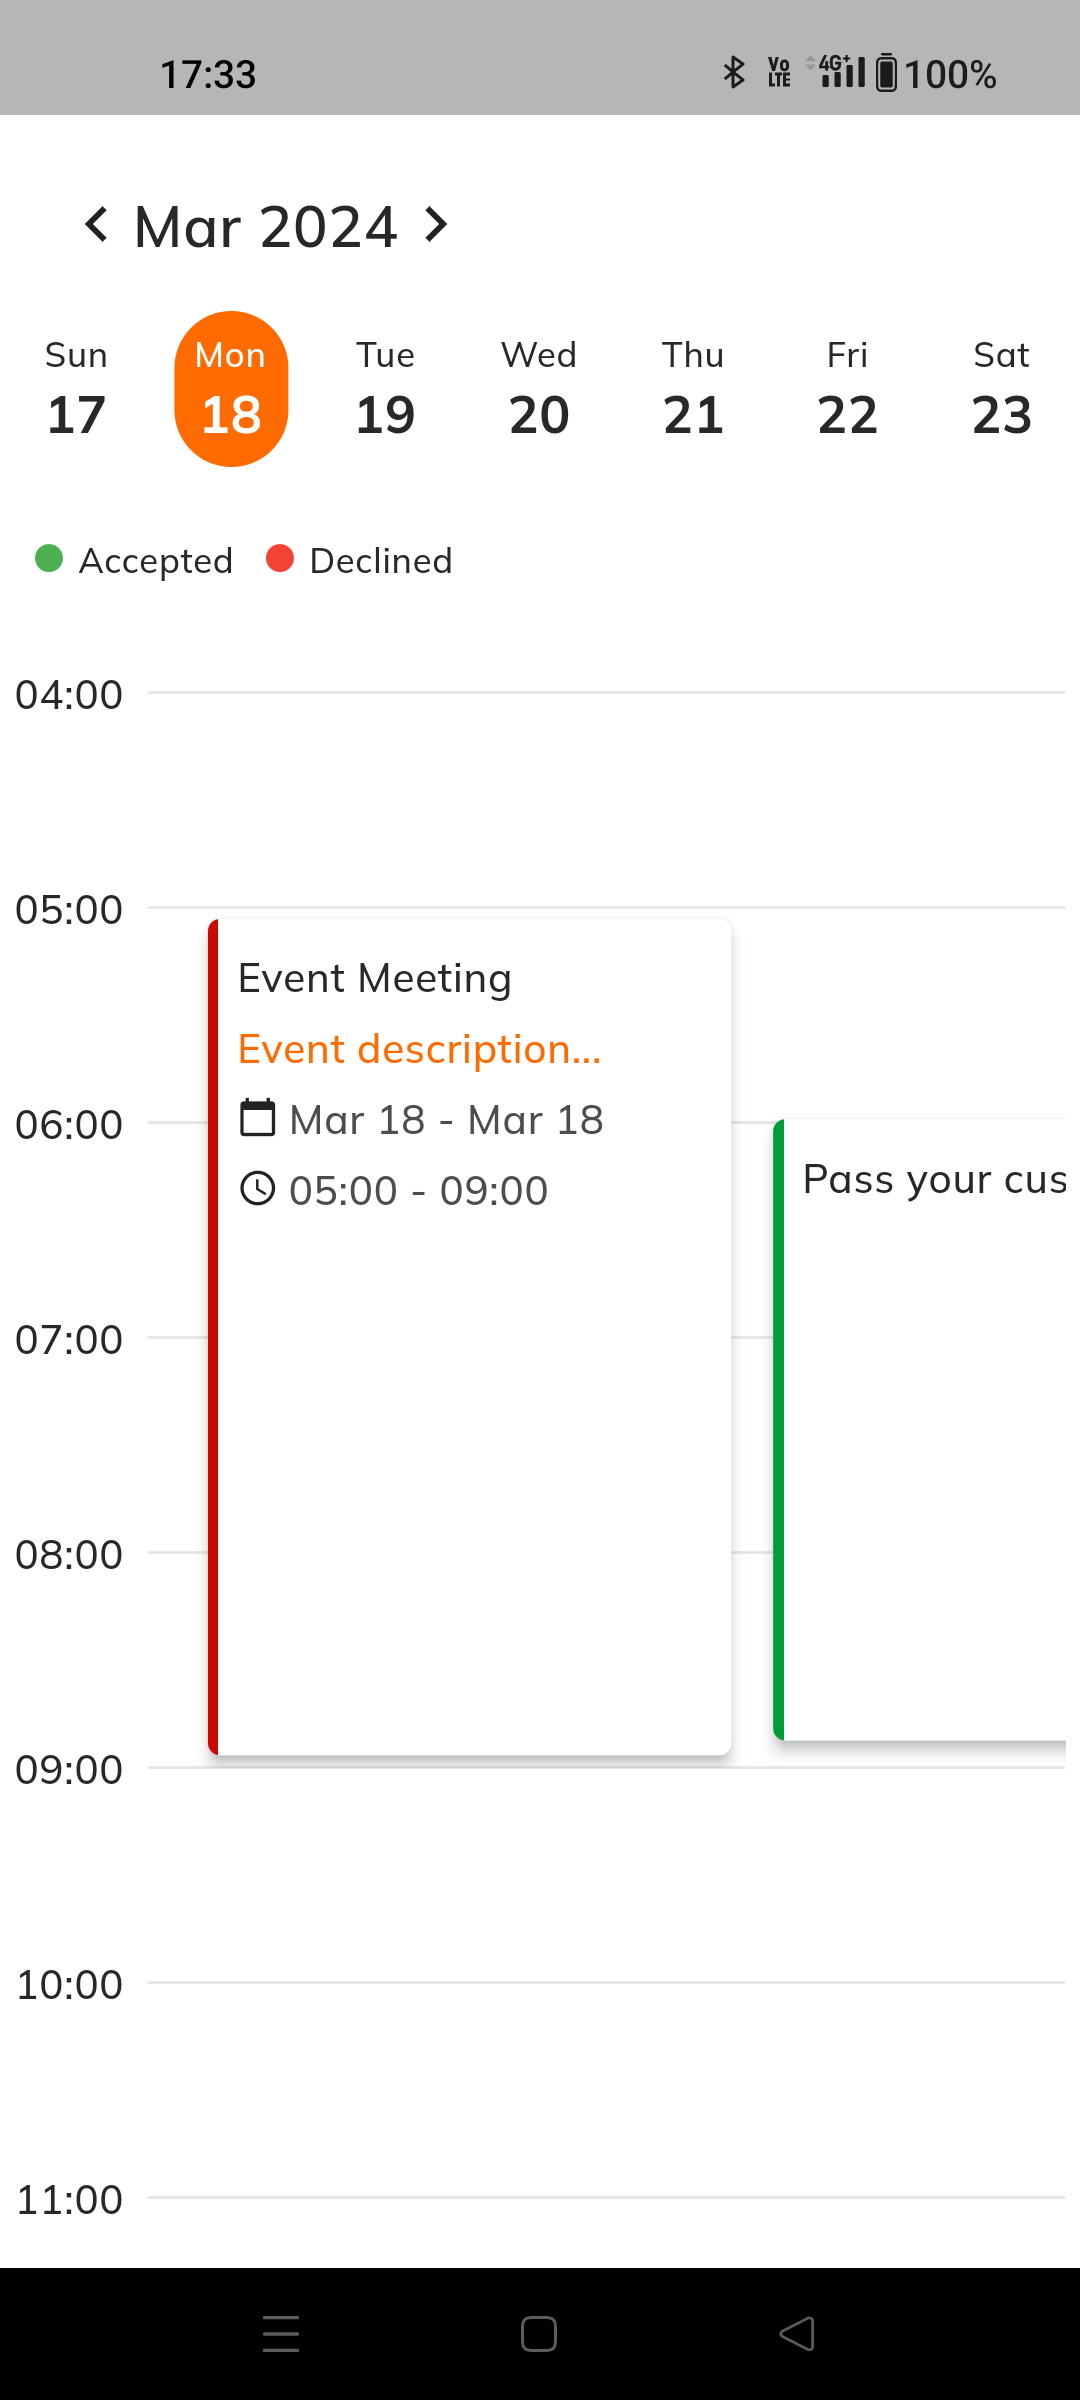 17:33 Vo LTE 4G+ 100%
Mar 2024
Sun Mon Tue Wed Thu Fri Sat
17 18 19 20 21 22 23
Accepted Declined
04:00
05:00
Event Meeting
Event description...
06:00 Mar 18 - Mar 18
Pass your cus
05:00 - 09:00
07:00
08:00
09:00
10:00
11:00